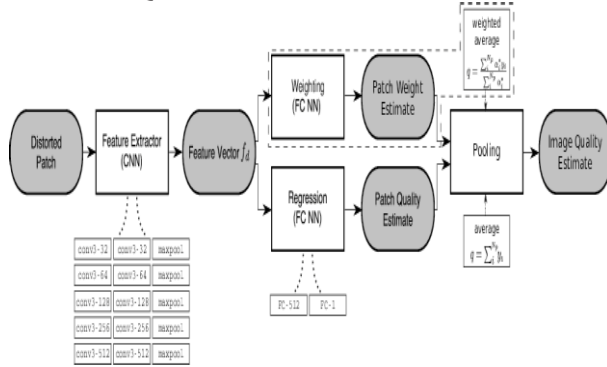 weighted
average
Weighting
(FC NN)
Patch Weight
Estimate
Distorted
Patch
Feature Extractor
(CNN)
Feature Vector f_d
Pooling
Image Quality
Estimate
Regression
(FC NN)
Patch Quality
Estimate
average
conv3-32 conv3-32 maxpool
conv3-64 conv3-64 maxpool
conv3-128 conv3-128 maxpool
conv3-256 conv3-256 maxpool
conv3-512 conv3-512 maxpool
FC-512 FC-1